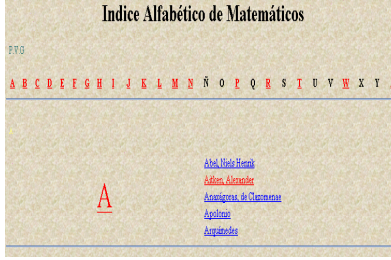 Indice Alfabético de Matemáticos
P.V.G
A B C D E F G H I J K L M N Ñ O P Q R S T U V W X Y
A
Abel, Niels Henrik
Aitken, Alexander
Anaxágoras, de Clazomenae
Apolonio
Arquímedes